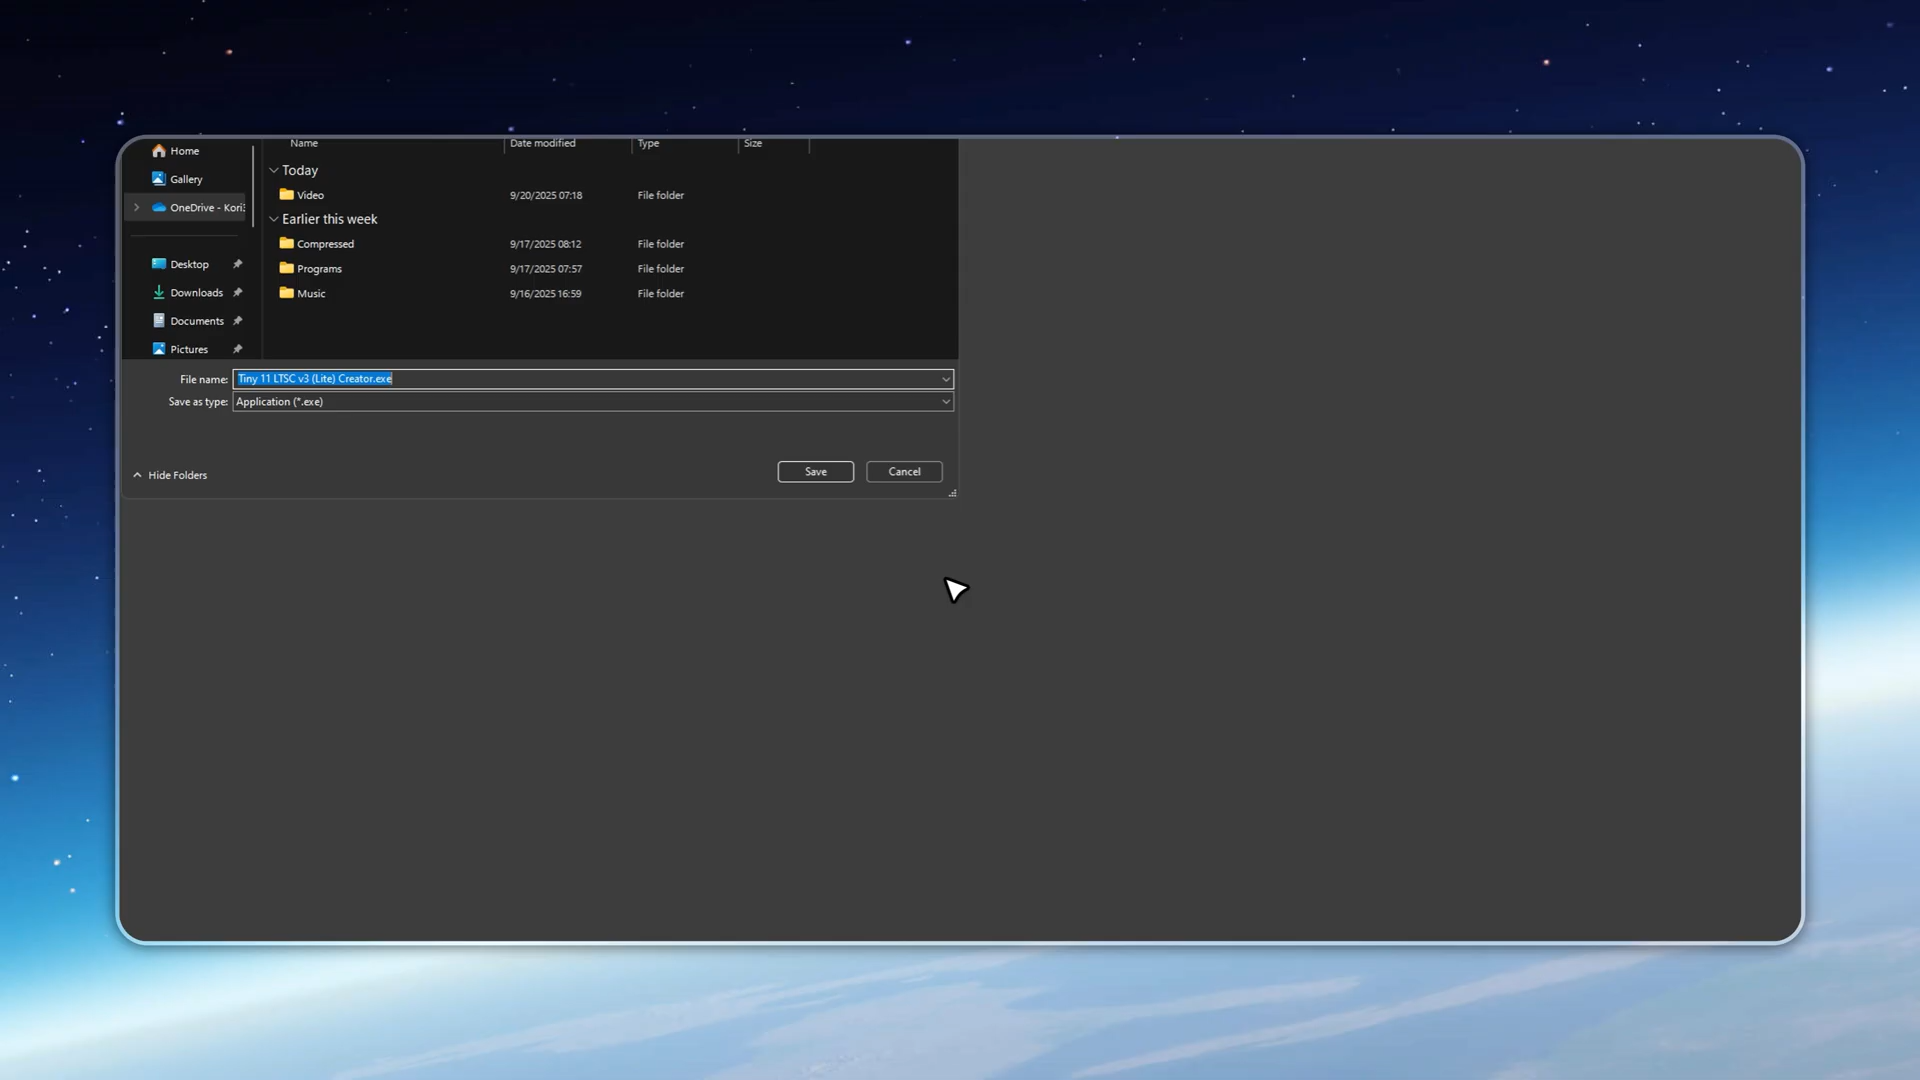 Home
Gallery
OneDrive - Kori3
Desktop
Downloads
Documents
Pictures
Name Date modified Type Size
Today
Video 9/20/2025 07:18 File folder
Earlier this week
Compressed 9/17/2025 08:12 File folder
Programs 9/17/2025 07:57 File folder
Music 9/16/2025 16:59 File folder
File name: Tiny 11 LTSC v3 (Lite) Creator.exe
Save as type: Application (*.exe)
Hide Folders
Save Cancel